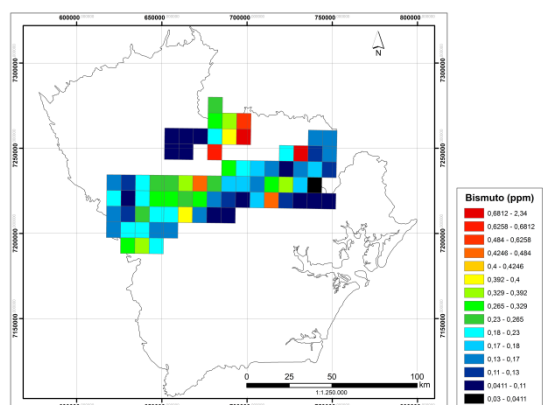 600000 650000 700000 750000 800000
7300000
7250000
7200000
7150000
N
0 25 50 100
km
1:1.250.000
Bismuto (ppm)
0,6812 - 2,34
0,6258 - 0,6812
0,484 - 0,6258
0,4246 - 0,484
0,4 - 0,4246
0,392 - 0,4
0,329 - 0,392
0,265 - 0,329
0,23 - 0,265
0,18 - 0,23
0,17 - 0,18
0,13 - 0,17
0,11 - 0,13
0,0411 - 0,11
0,03 - 0,0411